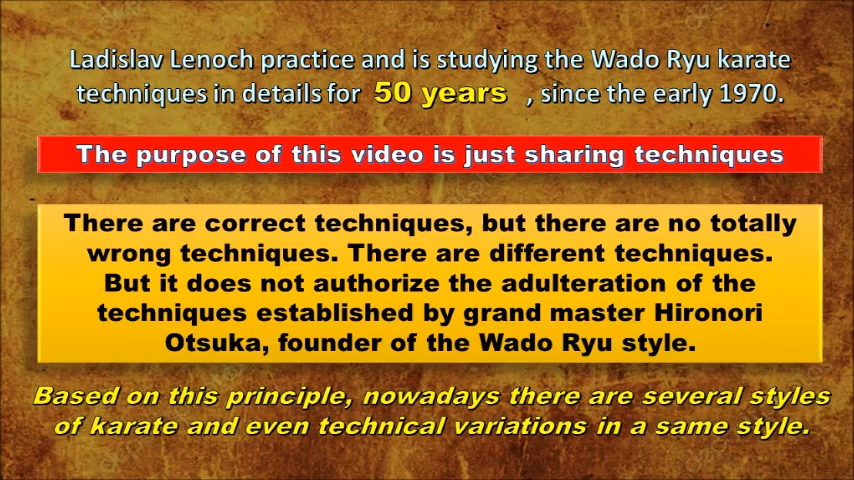 Ladislav Lenoch practice and is studying the Wado Ryu karate
techniques in details for 50 years , since the early 1970.
The purpose of this video is just sharing techniques
There are correct techniques, but there are no totally
wrong techniques. There are different techniques.
But it does not authorize the adulteration of the
techniques established by grand master Hironori
Otsuka, founder of the Wado Ryu style.
Based on this principle, nowadays there are several styles
of karate and even technical variations in a same style.